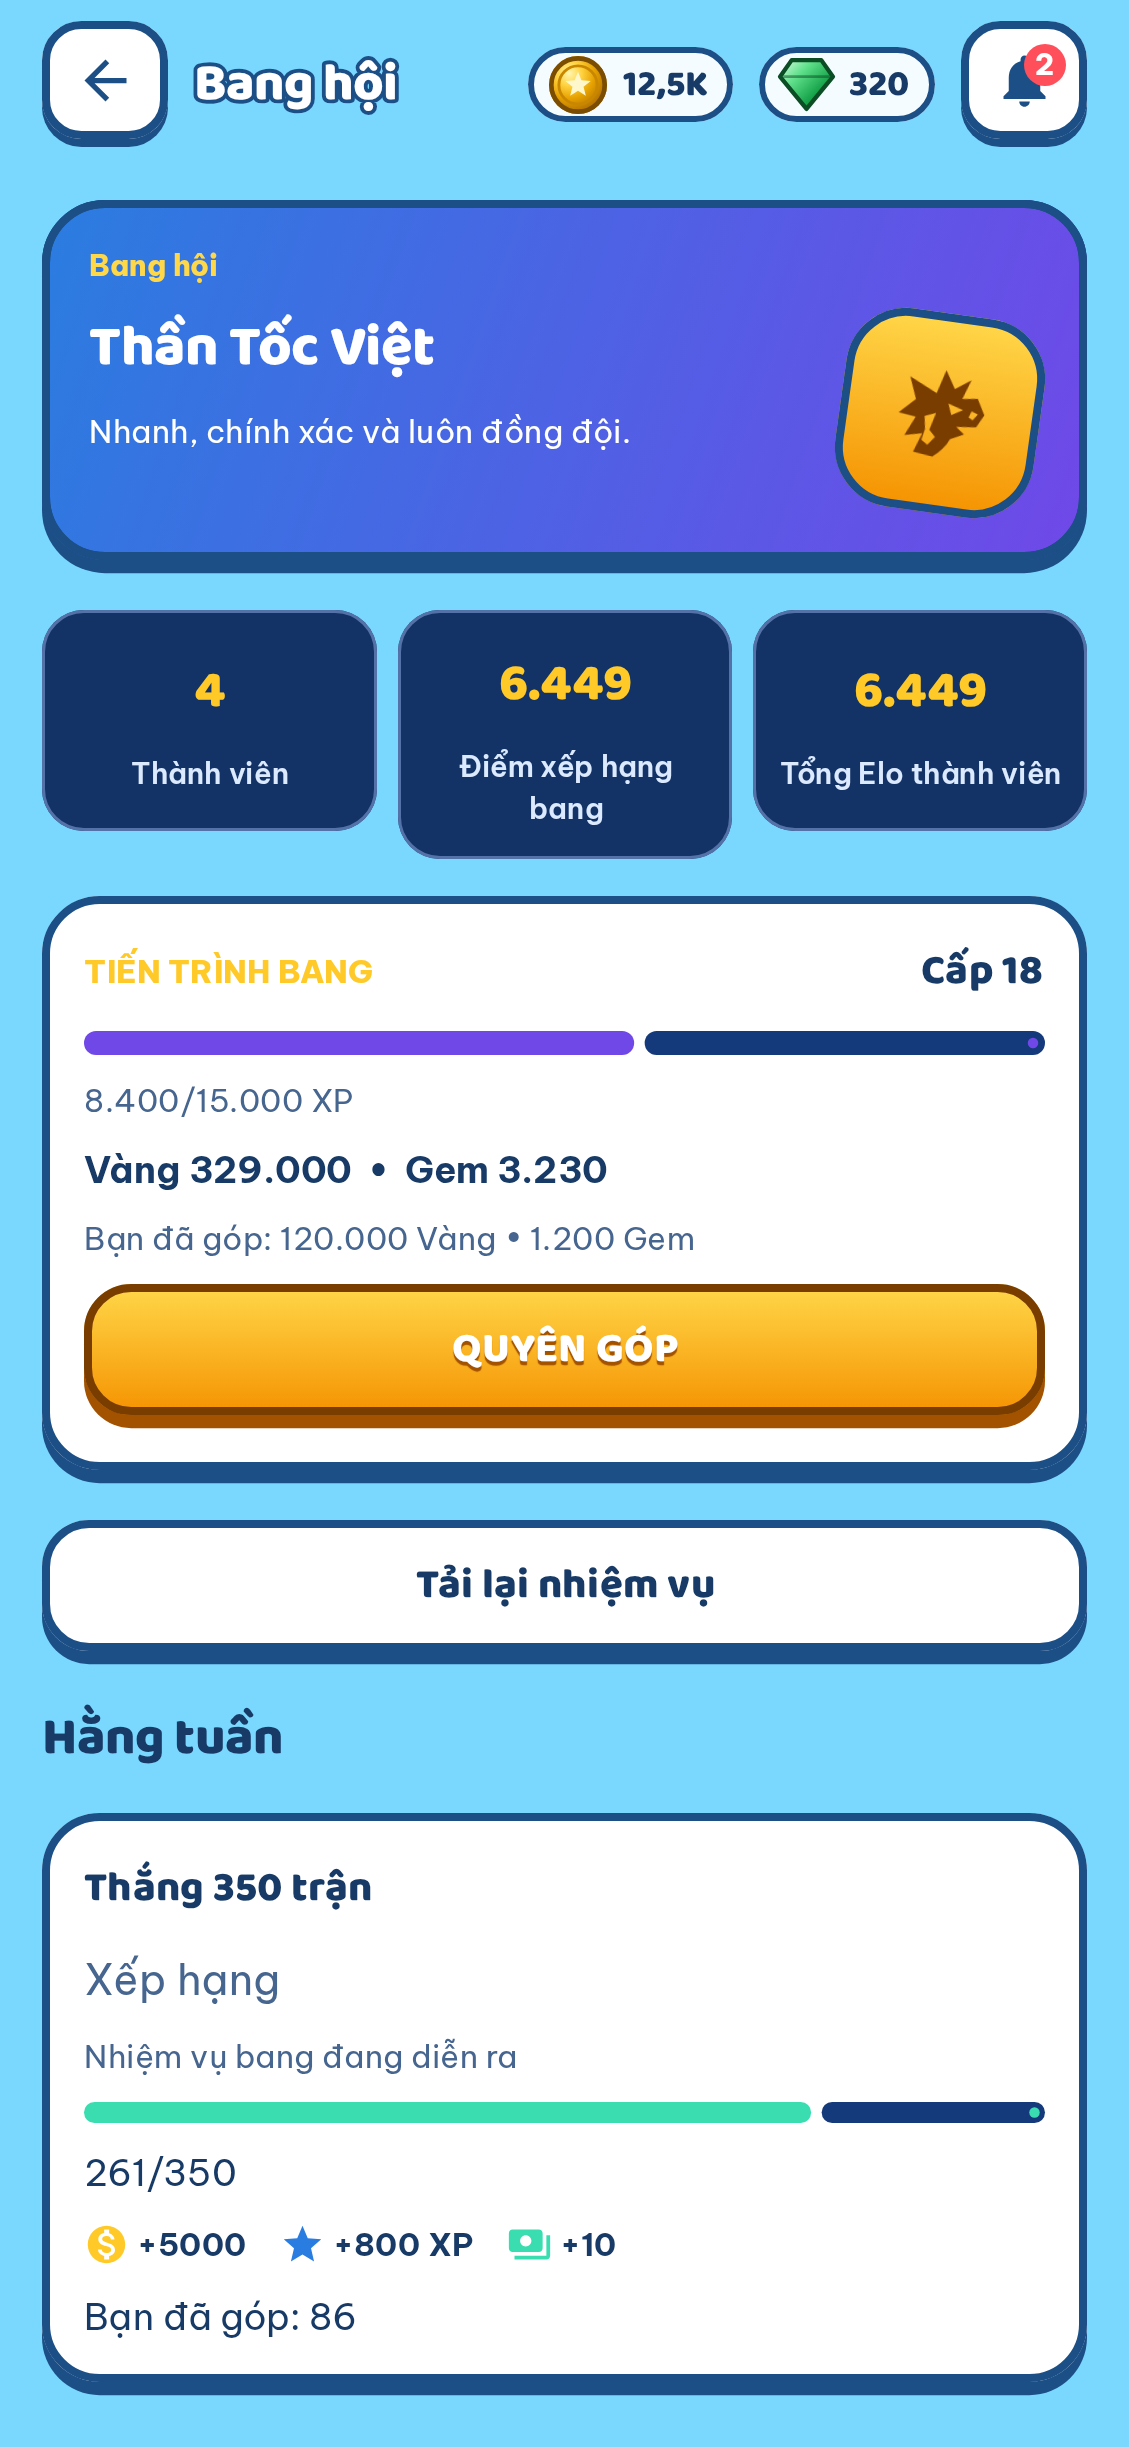 Bang hội
12,5K
320
2
Bang hội
Thần Tốc Việt
Nhanh, chính xác và luôn đồng đội.
4
Thành viên
6.449
Điểm xếp hạng
bang
6.449
Tổng Elo thành viên
TIẾN TRÌNH BANG
Cấp 18
8.400/15.000 XP
Vàng 329.000 • Gem 3.230
Bạn đã góp: 120.000 Vàng • 1.200 Gem
QUYÊN GÓP
Tải lại nhiệm vụ
Hằng tuần
Thắng 350 trận
Xếp hạng
Nhiệm vụ bang đang diễn ra
261/350
+5000 +800 XP +10
Bạn đã góp: 86